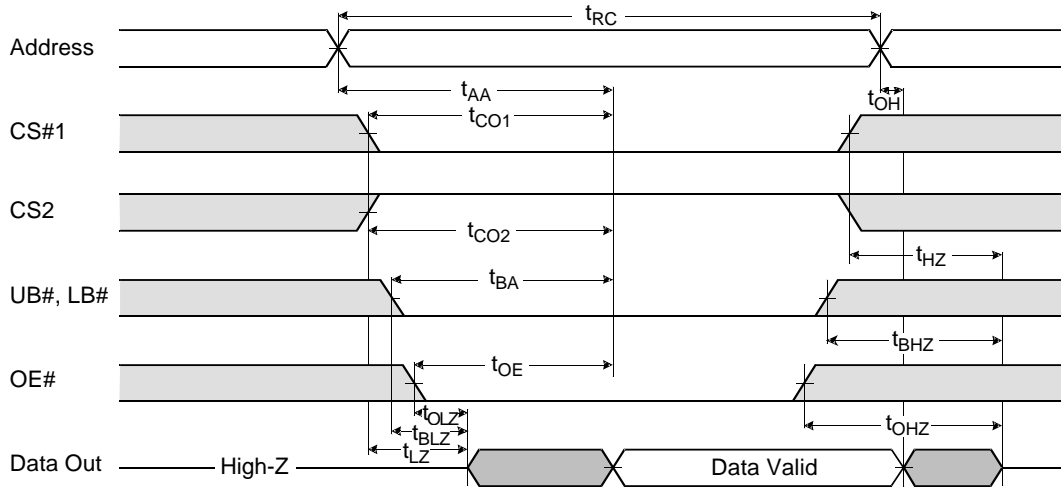 tRC
Address
tAA
tOH
tCO1
CS#1
CS2
tCO2
tHZ
tBA
UB#, LB#
tBHZ
tOE
OE#
tOLZ
tOHZ
tBLZ
tLZ
Data Out
High-Z
Data Valid